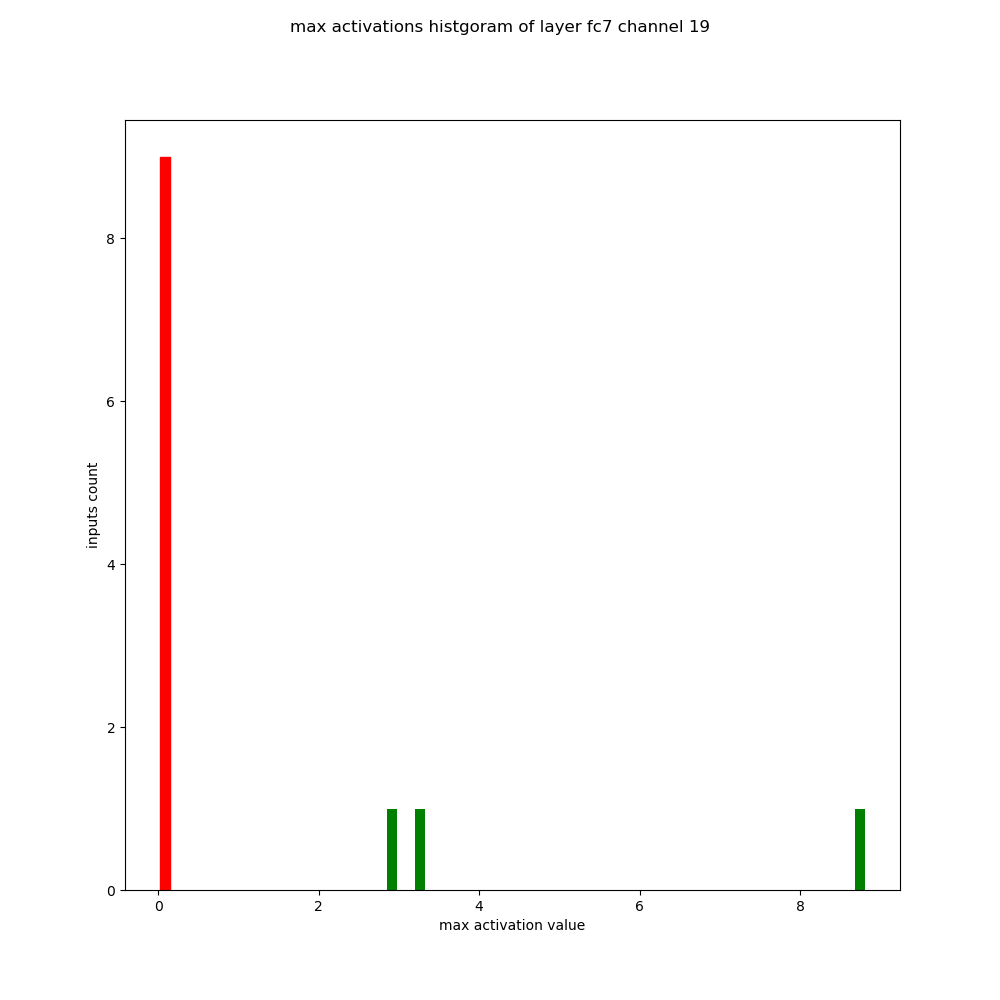 max activations histgoram of layer fc7 channel 19
8
6
4
2
0
inputs count
0 2 4 6 8
max activation value